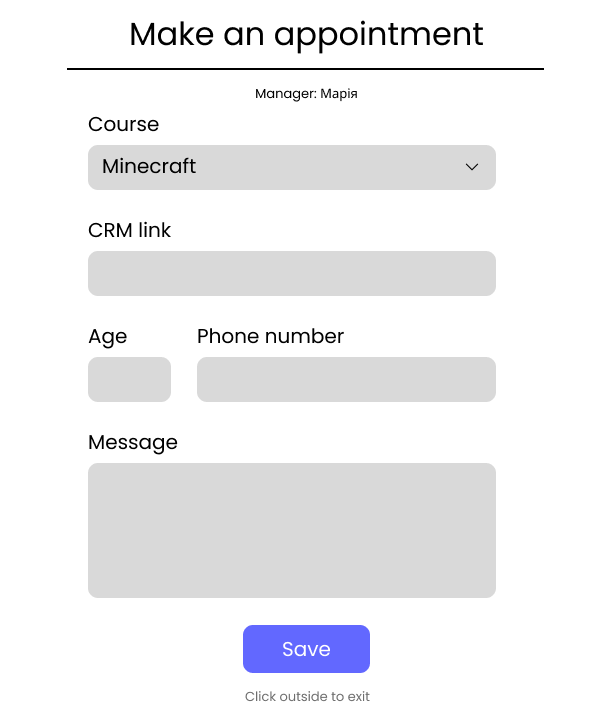 Make an appointment
Manager: Марія
Course
Minecraft
CRM link
Age
Phone number
Message
Save
Click outside to exit